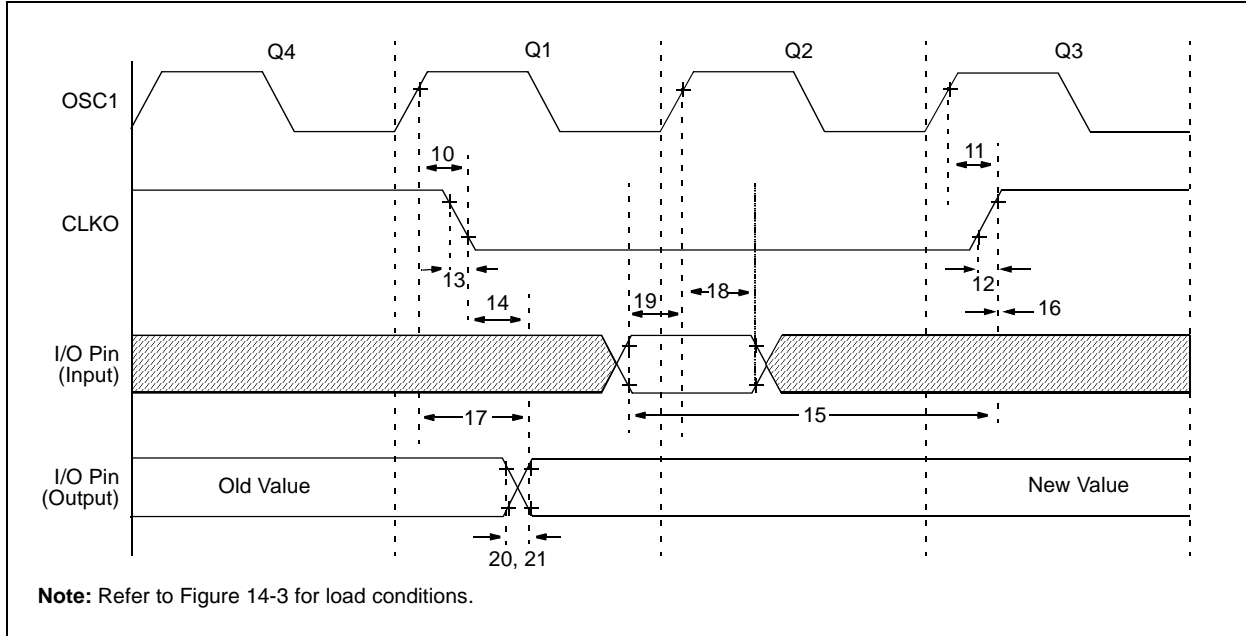 Q4 Q1 Q2 Q3
OSC1
10 11
CLKO
13 12
14 19 18 16
I/O Pin
(Input)
17 15
I/O Pin
(Output)
Old Value New Value
20, 21
Note: Refer to Figure 14-3 for load conditions.